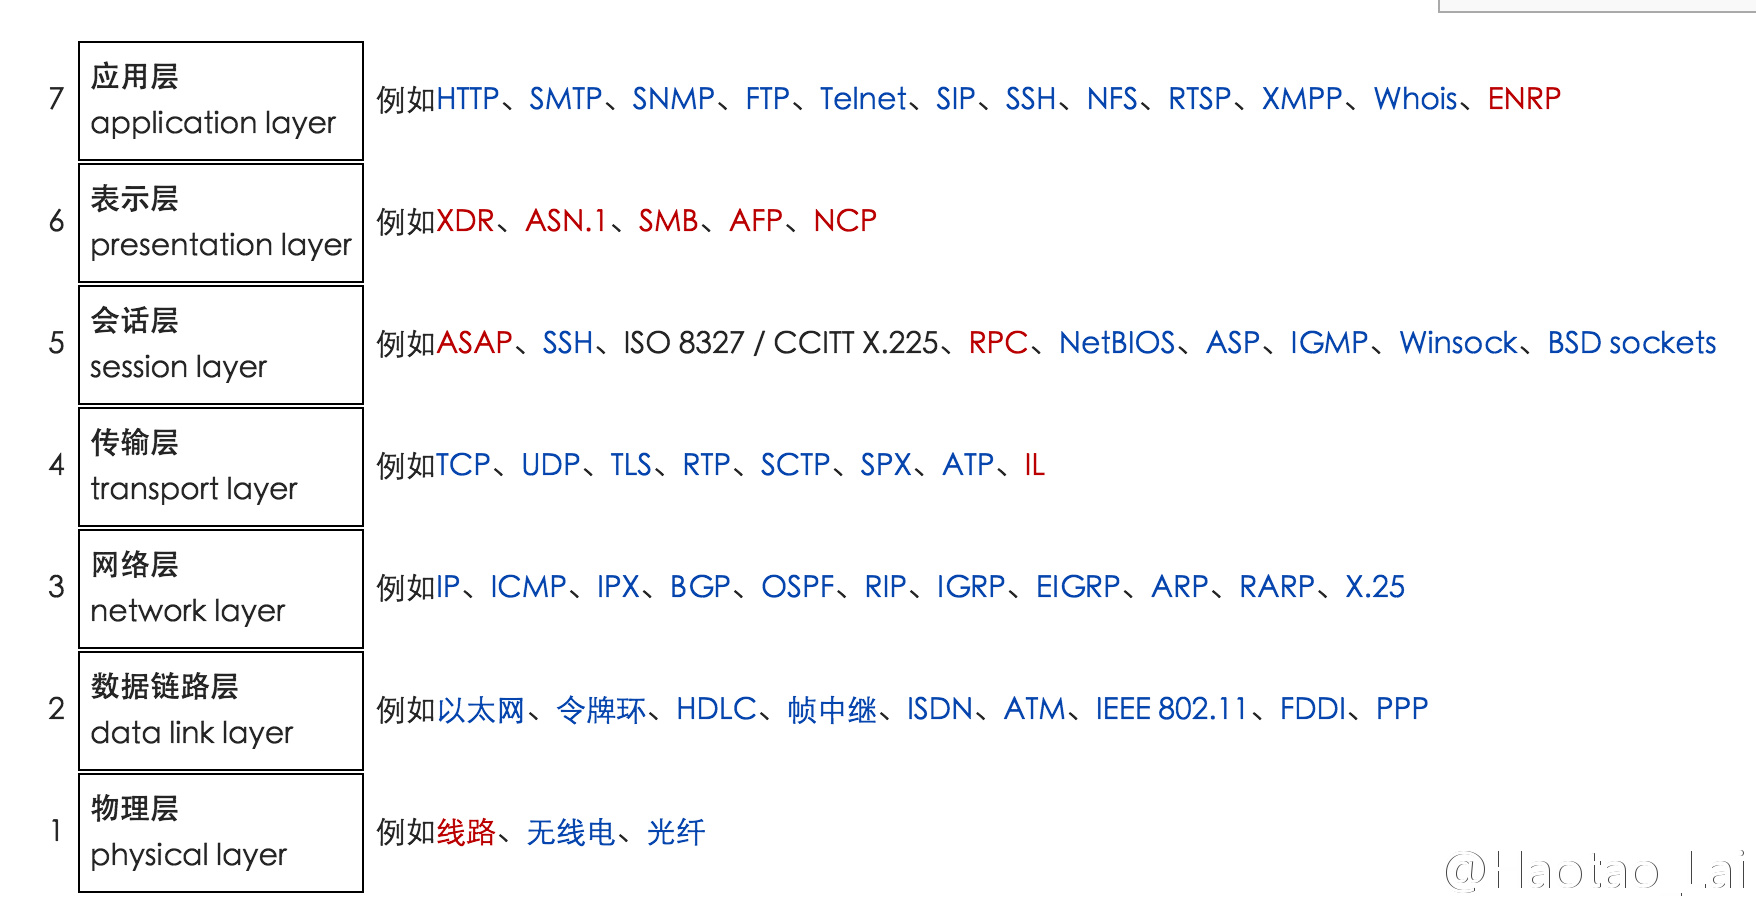 7
应用层
application layer
例如HTTP、SMTP、SNMP、FTP、Telnet、SIP、SSH、NFS、RTSP、XMPP、Whois、ENRP
6
表示层
presentation layer
例如XDR、ASN.1、SMB、AFP、NCP
5
会话层
session layer
例如ASAP、SSH、ISO 8327 / CCITT X.225、RPC、NetBIOS、ASP、IGMP、Winsock、BSD sockets
4
传输层
transport layer
例如TCP、UDP、TLS、RTP、SCTP、SPX、ATP、IL
3
网络层
network layer
例如IP、ICMP、IPX、BGP、OSPF、RIP、IGRP、EIGRP、ARP、RARP、X.25
2
数据链路层
data link layer
例如以太网、令牌环、HDLC、帧中继、ISDN、ATM、IEEE 802.11、FDDI、PPP
1
物理层
physical layer
例如线路、无线电、光纤
@Haotao_Lai